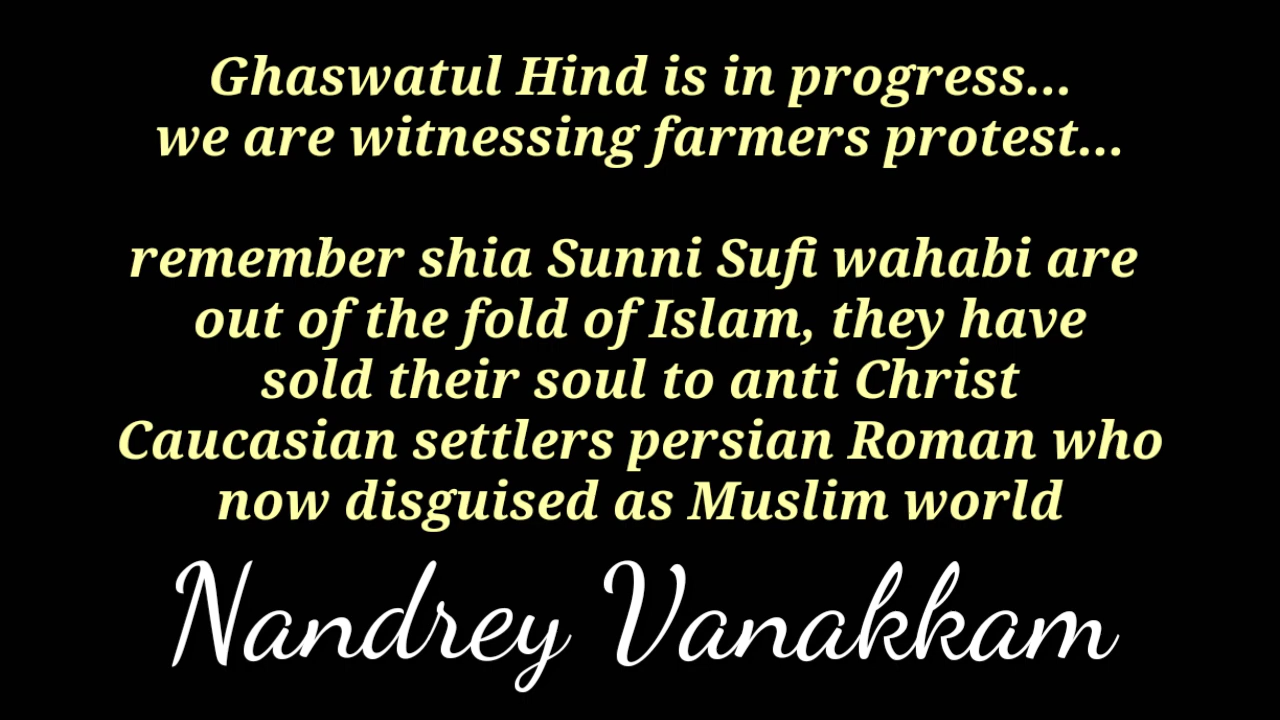 Ghaswatul Hind is in progress...
we are witnessing farmers protest...
remember shia Sunni Sufi wahabi are
out of the fold of Islam, they have
sold their soul to anti Christ
Caucasian settlers persian Roman who
now disguised as Muslim world
Nandrey Vanakkam